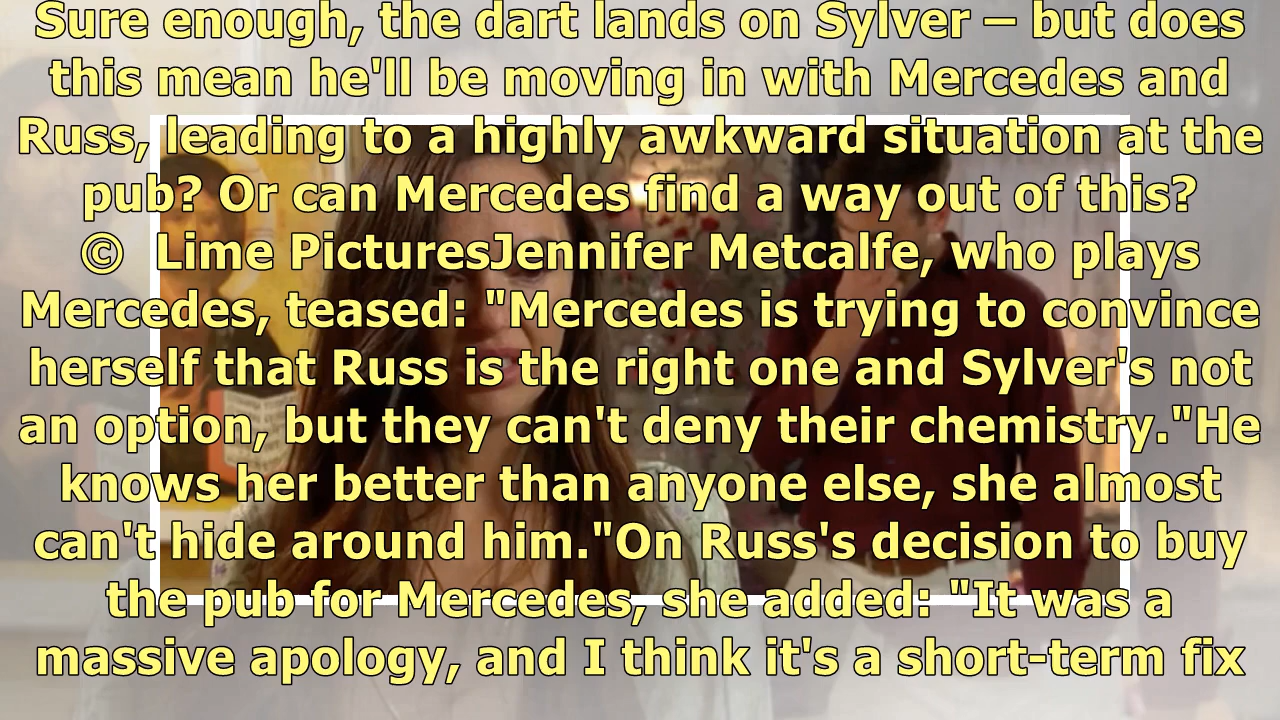 Sure enough, the dart lands on Sylver – but does
this mean he'll be moving in with Mercedes and
Russ, leading to a highly awkward situation at the
pub? Or can Mercedes find a way out of this?
©  Lime PicturesJennifer Metcalfe, who plays
Mercedes, teased: "Mercedes is trying to convince
herself that Russ is the right one and Sylver's not
an option, but they can't deny their chemistry."He
knows her better than anyone else, she almost
can't hide around him."On Russ's decision to buy
the pub for Mercedes, she added: "It was a
massive apology, and I think it's a short-term fix